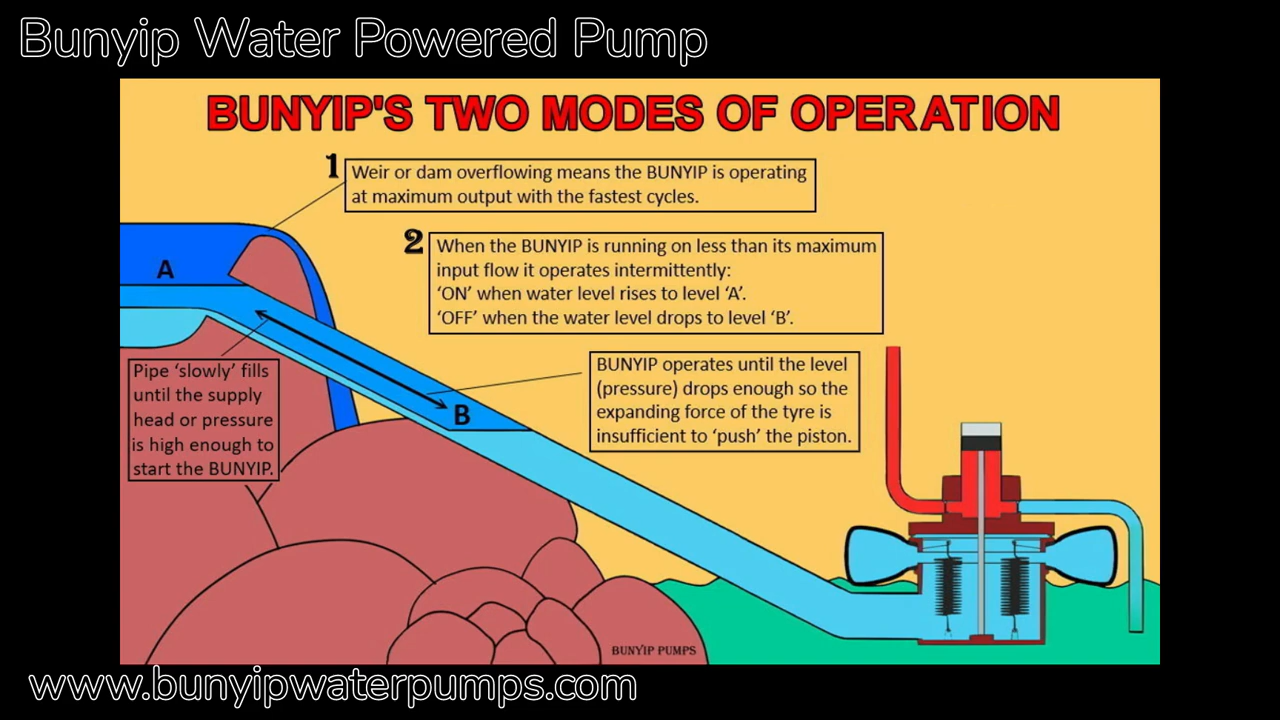 Bunyip Water Powered Pump
BUNYIP'S TWO MODES OF OPERATION
1
Weir or dam overflowing means the BUNYIP is operating
at maximum output with the fastest cycles.
2
When the BUNYIP is running on less than its maximum
input flow it operates intermittently:
‘ON’ when water level rises to level ‘A’.
‘OFF’ when the water level drops to level ‘B’.
A
Pipe ‘slowly’ fills
until the supply
head or pressure
is high enough to
start the BUNYIP.
BUNYIP operates until the level
(pressure) drops enough so the
expanding force of the tyre is
insufficient to ‘push’ the piston.
B
BUNYIP PUMPS
www.bunyipwaterpumps.com